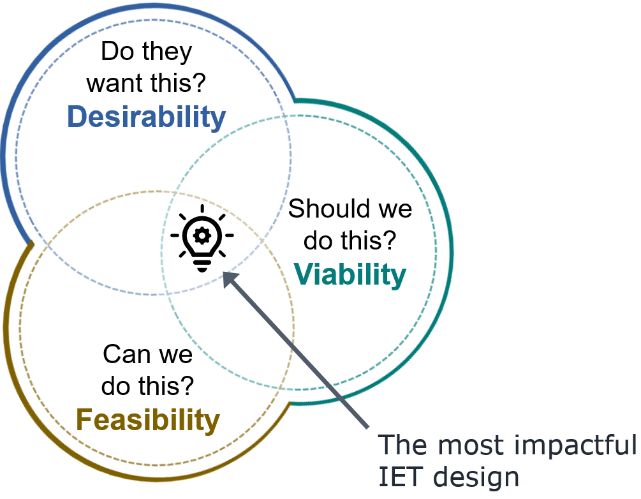 Do they
want this?
Desirability
Should we
do this?
Viability
Can we
do this?
Feasibility
The most impactful
IET design